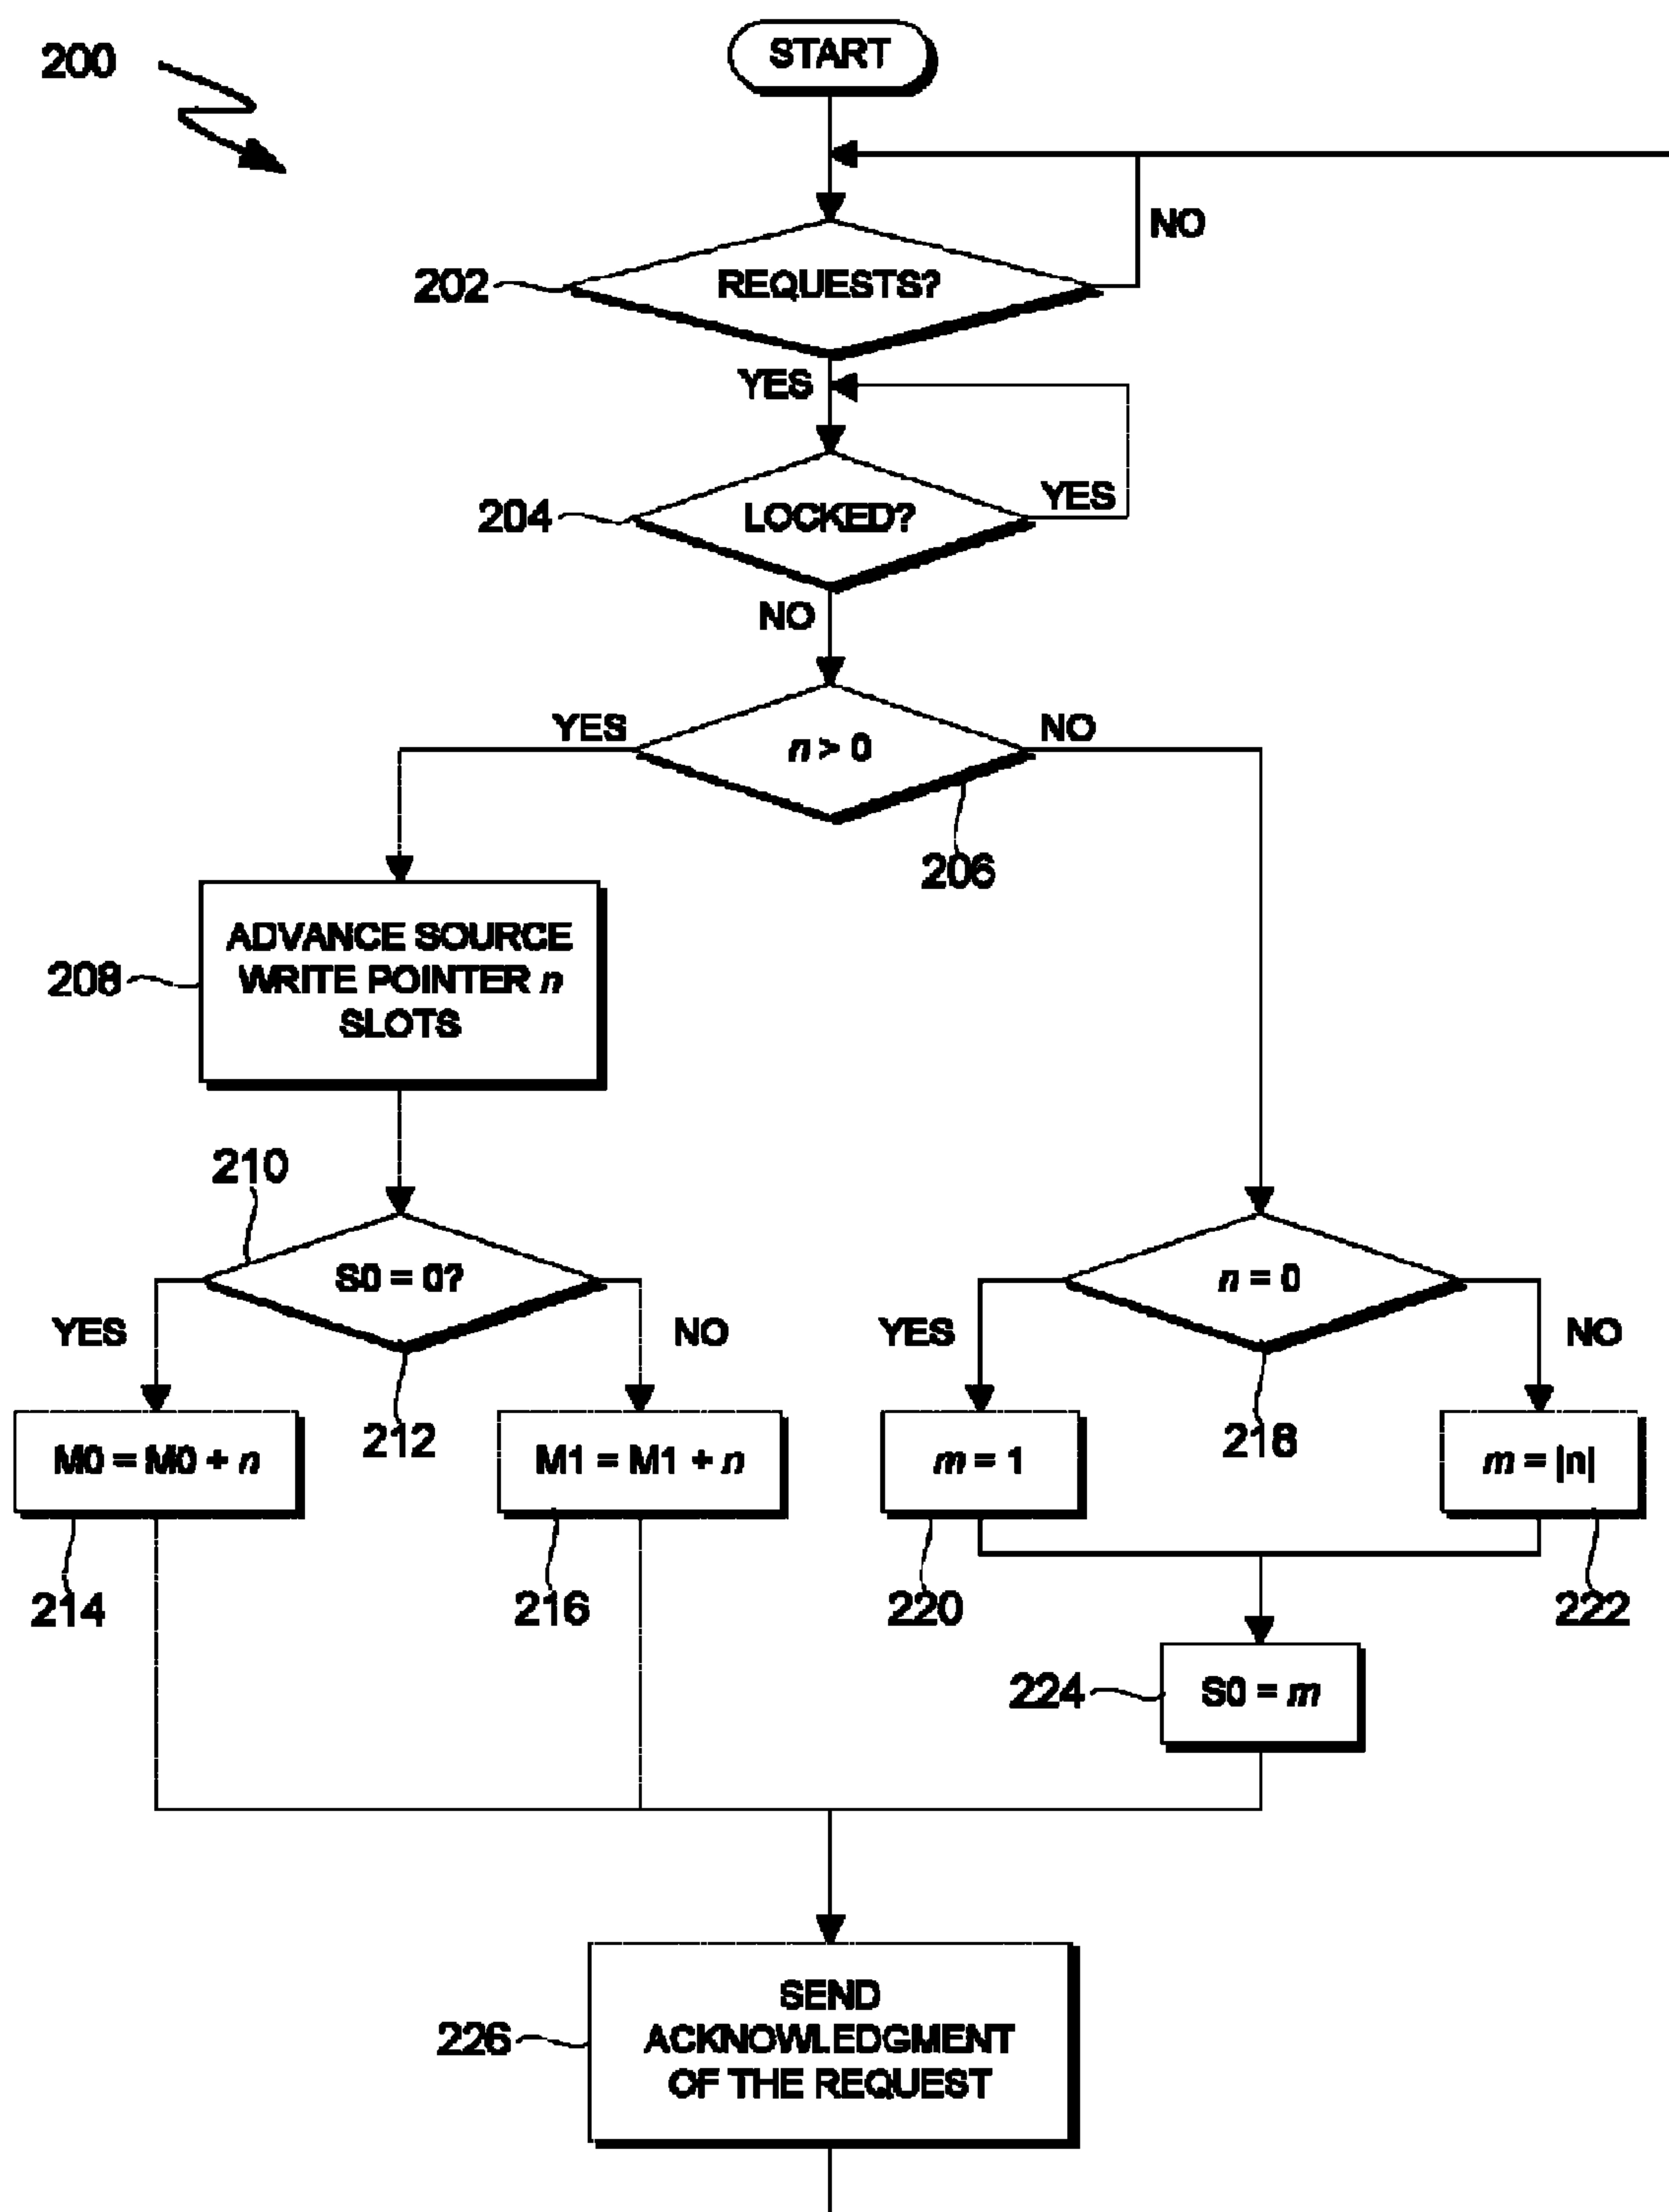 200
START
NO
202
REQUESTS?
YES
204
LOCKED?
YES
NO
YES
n > 0
NO
206
208
ADVANCE SOURCE
WRITE POINTER n
SLOTS
210
S0 = 0?
n = 0
YES
NO
YES
NO
212
218
M0 = M0 + n
M1 = M1 + n
m = 1
m = |n|
214
216
220
222
224
S0 = m
226
SEND
ACKNOWLEDGMENT
OF THE REQUEST